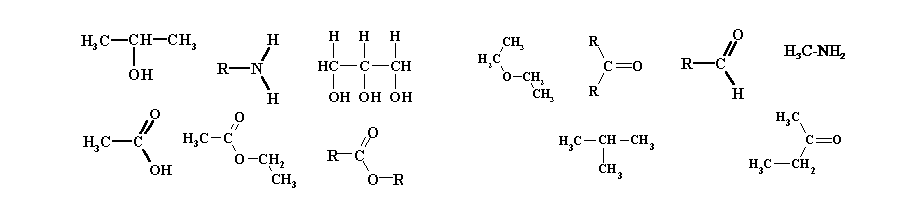 H₃C—CH—CH₃
OH
H
R—N
H
H H H
HC—C—CH
OH OH OH
CH₃
H₂C
O—CH₂
CH₃
R
C=O
R
O
R—C
H
H₃C-NH₂
O
H₃C—C
OH
O
H₃C—C
O—CH₂
H₃C
O
R—C
O—R
H₃C—CH—CH₃
CH₃
H₃C
C=O
H₃C—CH₂